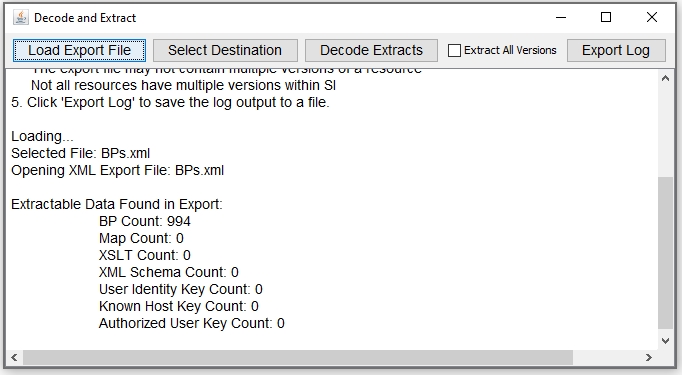 Decode and Extract
Load Export File Select Destination Decode Extracts Extract All Versions Export Log
The export file may not contain multiple versions of a resource
Not all resources have multiple versions within SI
5. Click 'Export Log' to save the log output to a file.
Loading...
Selected File: BPs.xml
Opening XML Export File: BPs.xml
Extractable Data Found in Export:
BP Count: 994
Map Count: 0
XSLT Count: 0
XML Schema Count: 0
User Identity Key Count: 0
Known Host Key Count: 0
Authorized User Key Count: 0